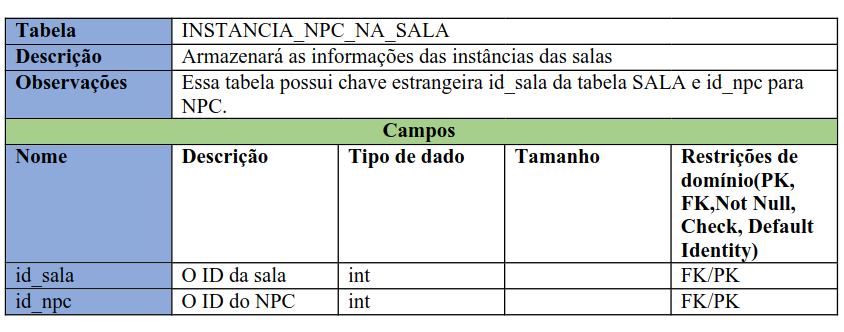 Tabela INSTANCIA_NPC_NA_SALA
Descrição Armazenará as informações das instâncias das salas
Observações Essa tabela possui chave estrangeira id_sala da tabela SALA e id_npc para
NPC.
Campos
Nome Descrição Tipo de dado Tamanho Restrições de
domínio(PK,
FK,Not Null,
Check, Default
Identity)
id_sala O ID da sala int FK/PK
id_npc O ID do NPC int FK/PK